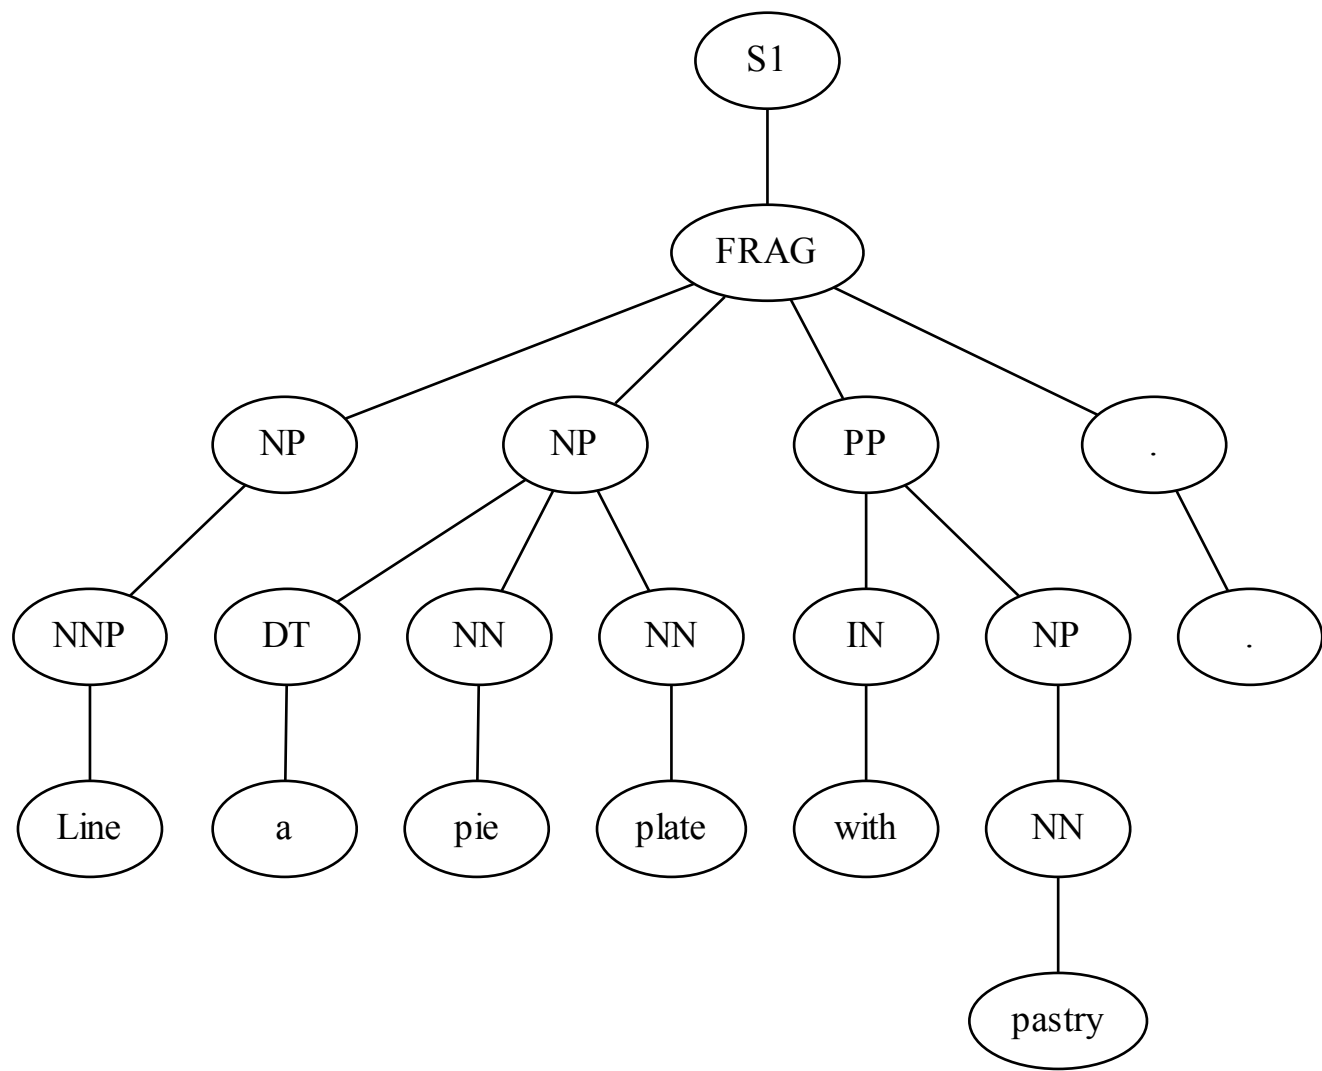 S1
FRAG
NP NP PP .
NNP DT NN NN IN NP .
Line a pie plate with NN
pastry